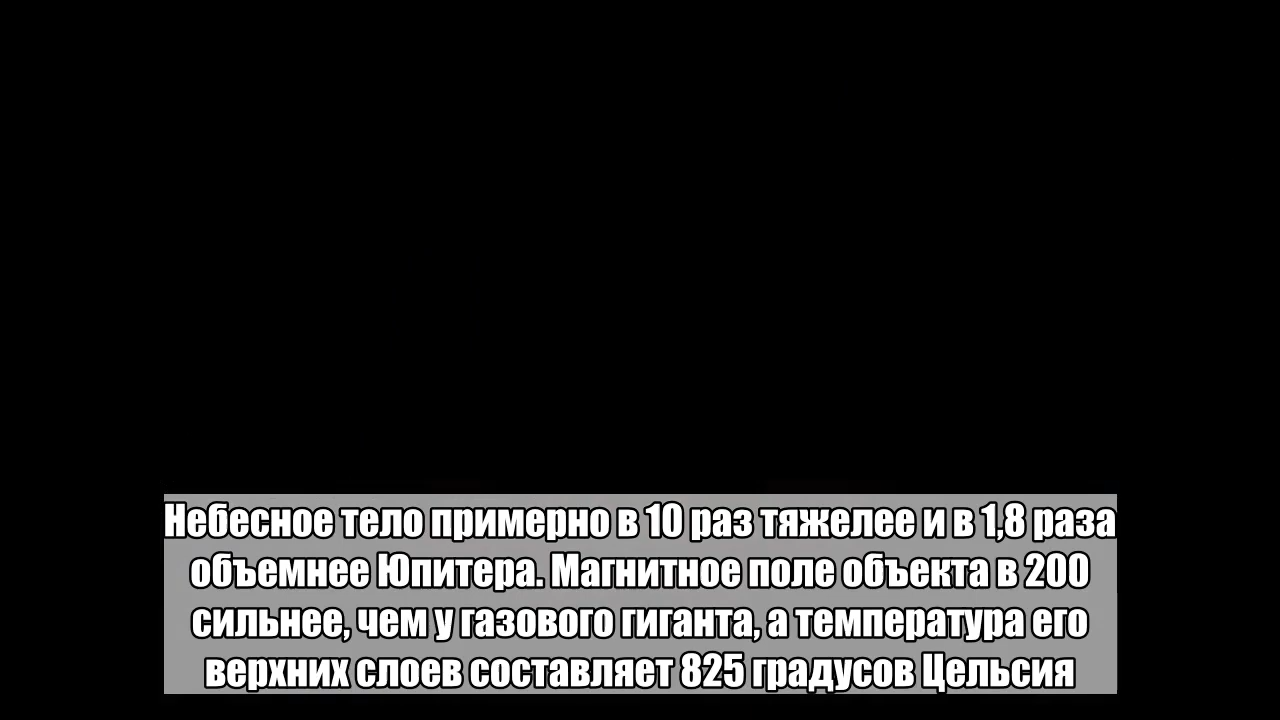 Небесное тело примерно в 10 раз тяжелее и в 1,8 раза
объемнее Юпитера. Магнитное поле объекта в 200
сильнее, чем у газового гиганта, а температура его
верхних слоев составляет 825 градусов Цельсия